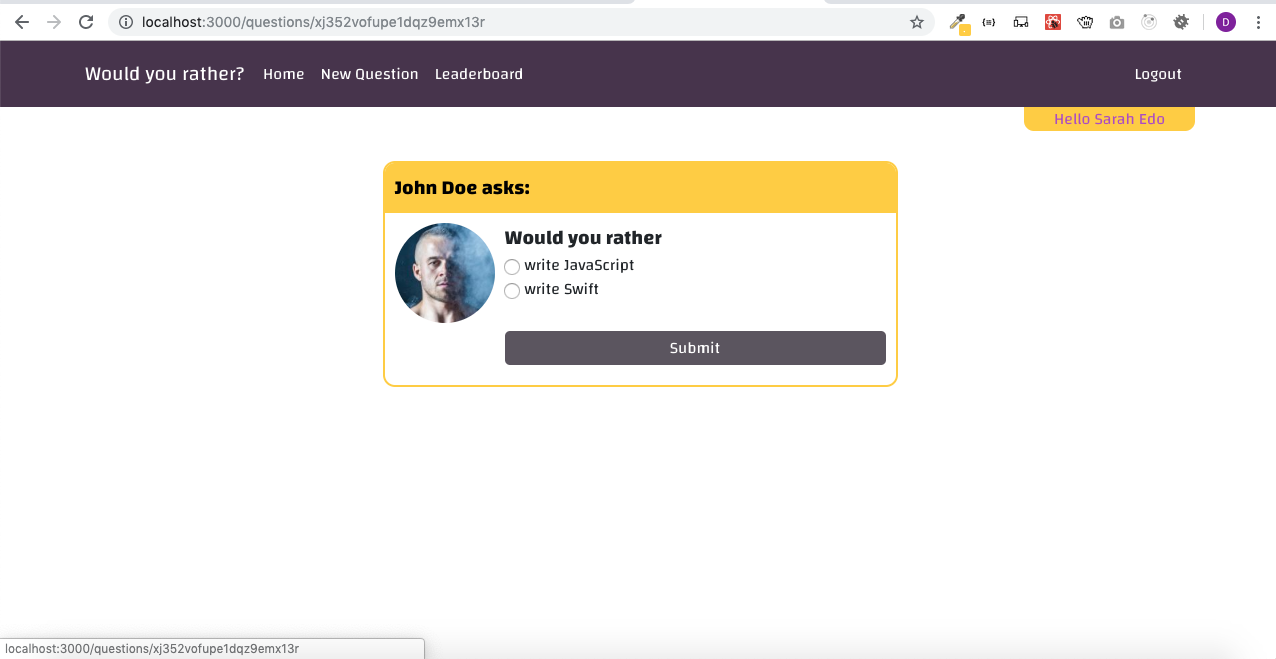 localhost:3000/questions/xj352vofupe1dqz9emx13r
D
Would you rather? Home New Question Leaderboard Logout
Hello Sarah Edo
John Doe asks:
Would you rather
write JavaScript
write Swift
Submit
localhost:3000/questions/xj352vofupe1dqz9emx13r